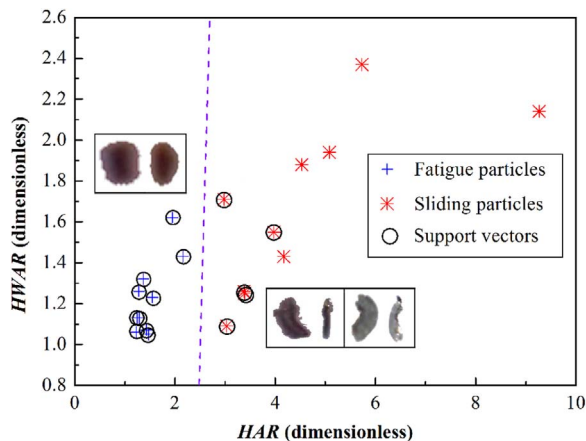 2.6
2.4
2.2
2.0
1.8
1.6
1.4
1.2
1.0
0.8
HWAR (dimensionless)
Fatigue particles
Sliding particles
Support vectors
0 2 4 6 8 10
HAR (dimensionless)